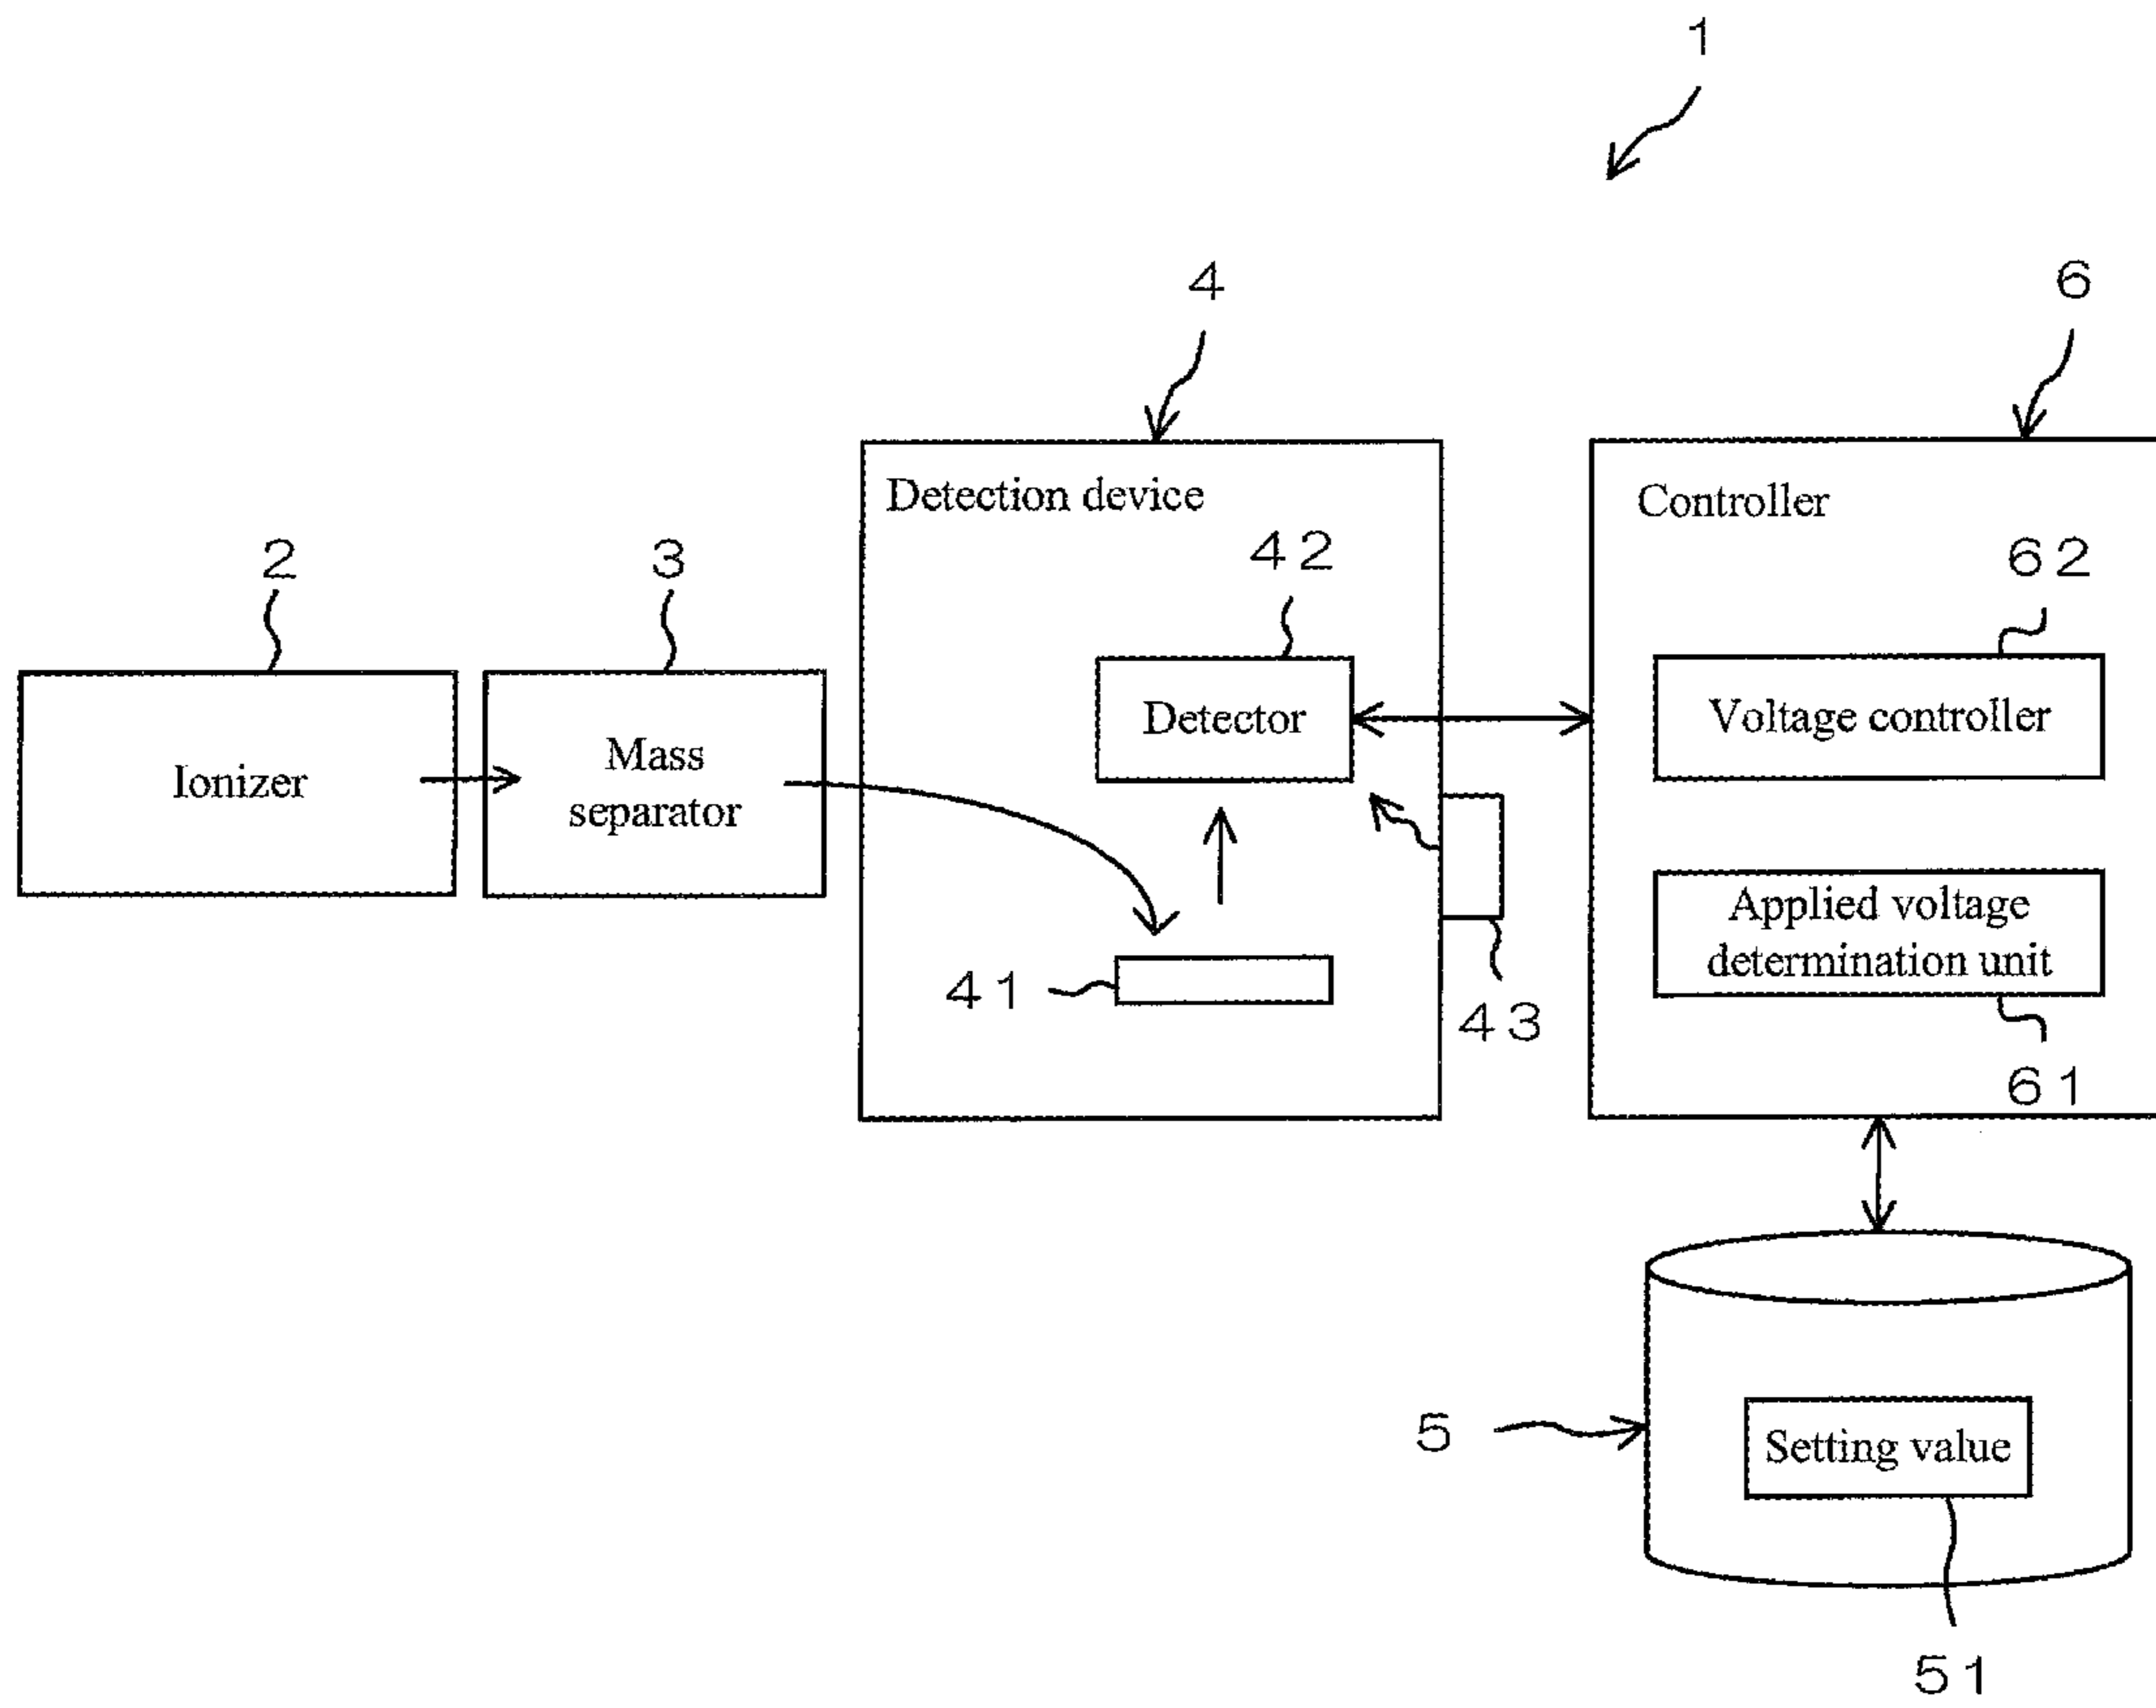 1
4
6
Detection device
Controller
2
3
42
62
Ionizer
Mass
separator
Detector
Voltage controller
Applied voltage
determination unit
41
43
61
5
Setting value
51